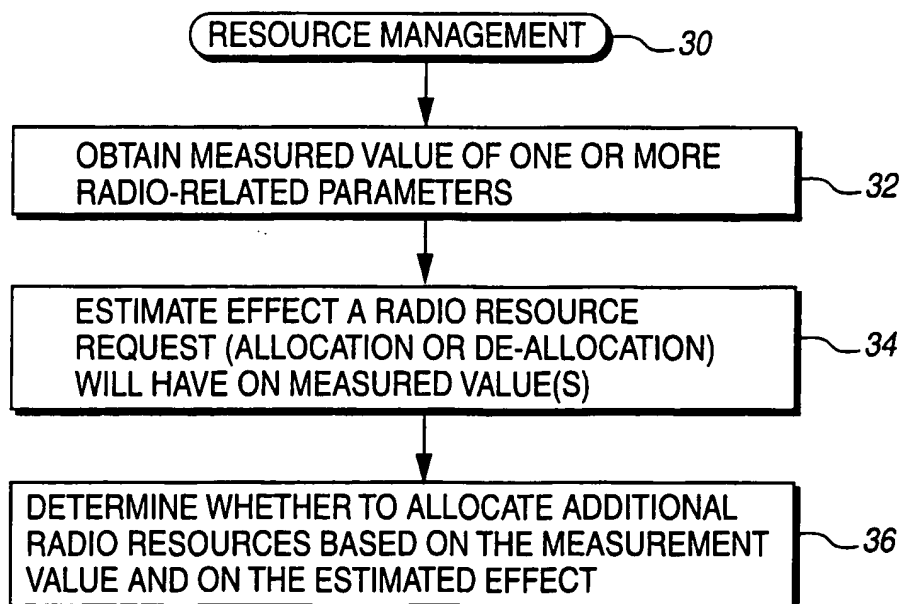 RESOURCE MANAGEMENT
30
OBTAIN MEASURED VALUE OF ONE OR MORE
RADIO-RELATED PARAMETERS
32
ESTIMATE EFFECT A RADIO RESOURCE
REQUEST (ALLOCATION OR DE-ALLOCATION)
WILL HAVE ON MEASURED VALUE(S)
34
DETERMINE WHETHER TO ALLOCATE ADDITIONAL
RADIO RESOURCES BASED ON THE MEASUREMENT
VALUE AND ON THE ESTIMATED EFFECT
36